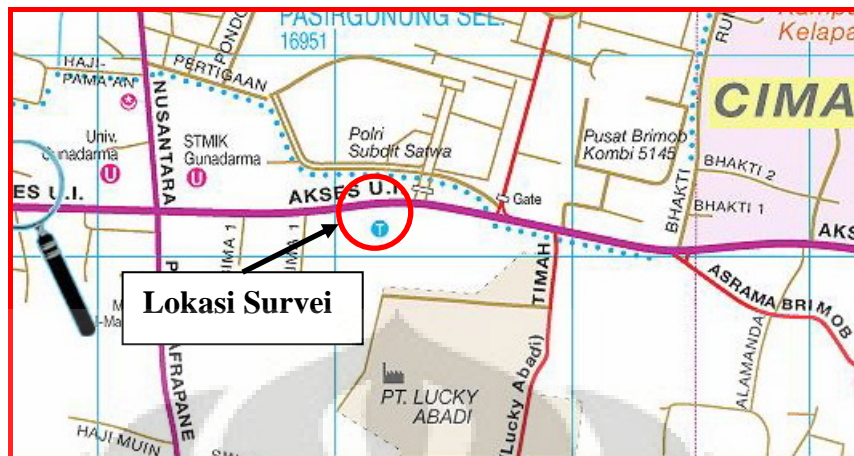 PASIRGUNUNG SEL.
16951
Kelapa
HAJI-
PAMA'AN
PERTIGAAN
PONDO
NUSANTARA
CIMA
Univ.
Gunadarma
U
STMIK
Gunadarma
U
Polri
Subdit Satwa
Pusat Brimob
Kombi 5145
BHAKTI
BHAKTI 2
BHAKTI 1
ES U.I.
AKSES U.I.
Gate
AKS
T
Lokasi Survei
TIMAH
ASRAMA BRIMOB
ALAMANDA
PT. LUCKY
ABADI
(Lucky Abadi)
AFRAPANE
HAJI MUIN